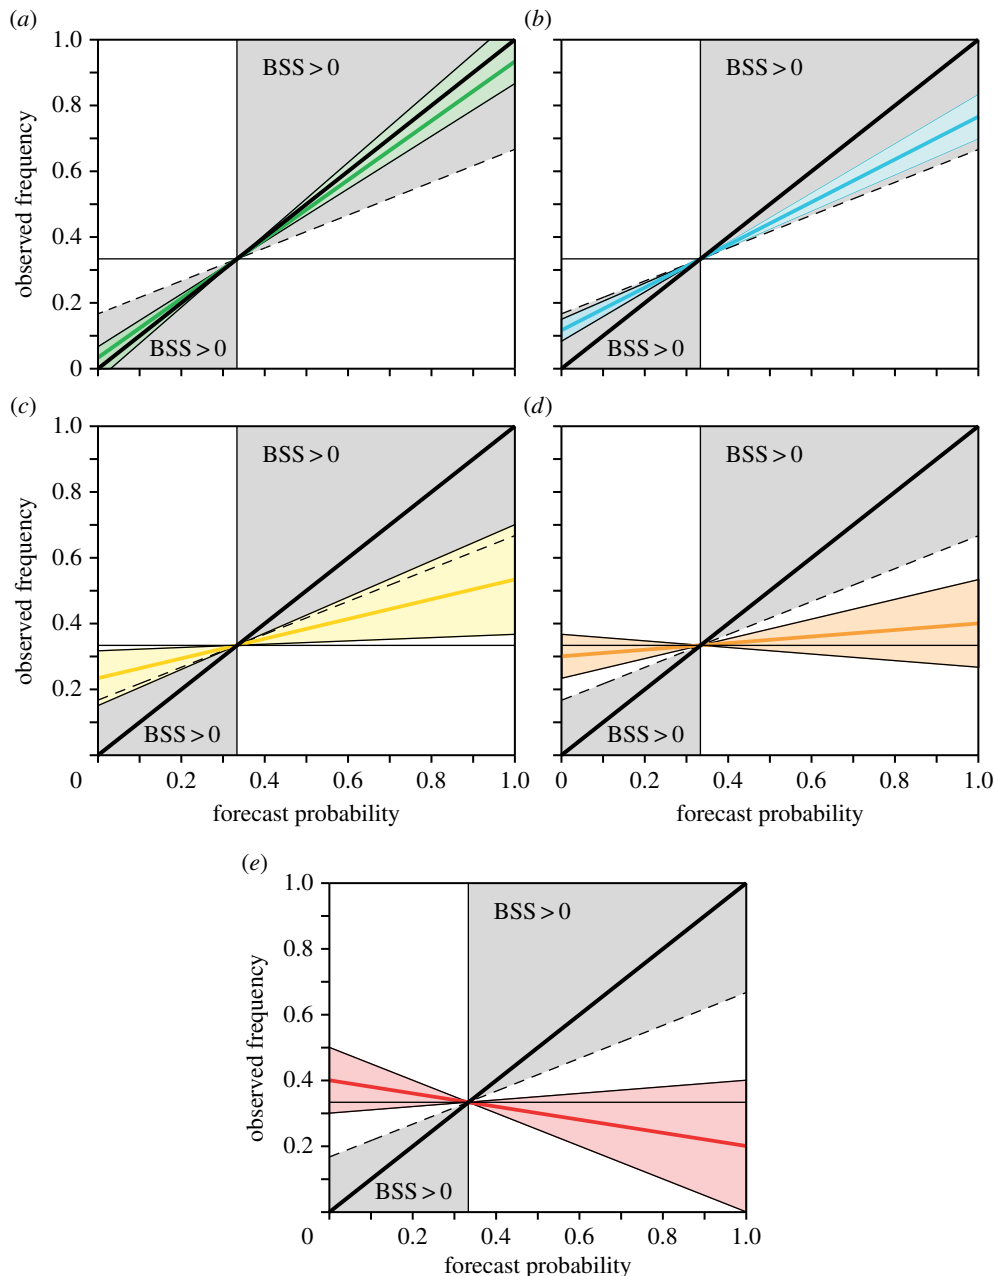 (a)
(b)
1.0
0.8
0.6
0.4
0.2
0
observed frequency
BSS > 0
BSS > 0
BSS > 0
BSS > 0
(c)
(d)
1.0
0.8
0.6
0.4
0.2
observed frequency
BSS > 0
BSS > 0
BSS > 0
BSS > 0
0 0.2 0.4 0.6 0.8 1.0
0 0.2 0.4 0.6 0.8 1.0
forecast probability
forecast probability
(e)
1.0
0.8
0.6
0.4
0.2
observed frequency
BSS > 0
BSS > 0
0 0.2 0.4 0.6 0.8 1.0
forecast probability